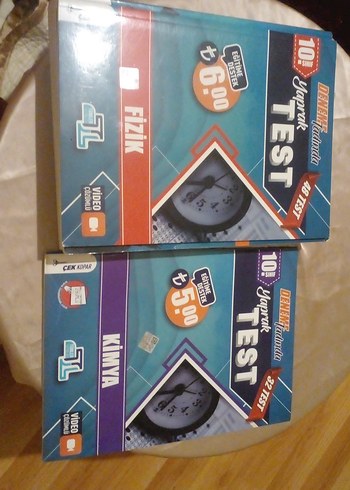 DENEME Tadında
10. SINIF
Yaprak
TEST
48 TEST
EĞİTİME DESTEK
₺ 6.00
FİZİK
VİDEO ÇÖZÜMLÜ
DENEME Tadında
10. SINIF
Yaprak
TEST
32 TEST
EĞİTİME DESTEK
₺ 5.00
KİMYA
ÇEK KOPAR
VİDEO ÇÖZÜMLÜ